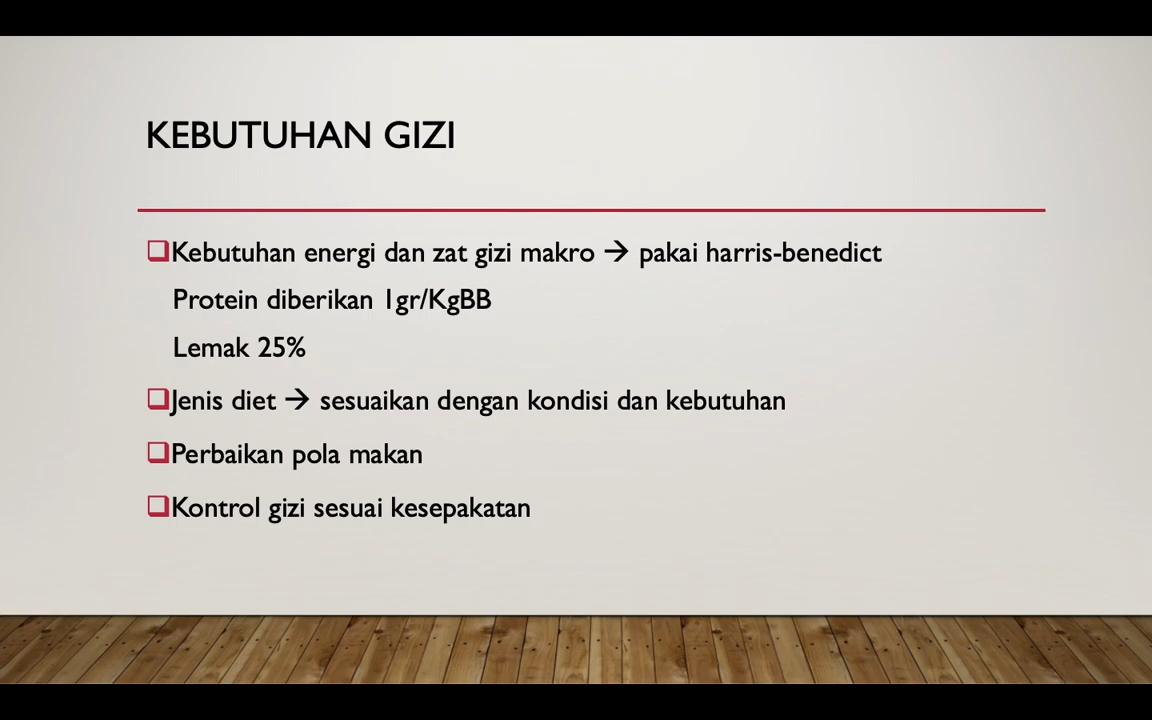 KEBUTUHAN GIZI
❑Kebutuhan energi dan zat gizi makro → pakai harris-benedict
Protein diberikan 1gr/KgBB
Lemak 25%
❑Jenis diet → sesuaikan dengan kondisi dan kebutuhan
❑Perbaikan pola makan
❑Kontrol gizi sesuai kesepakatan